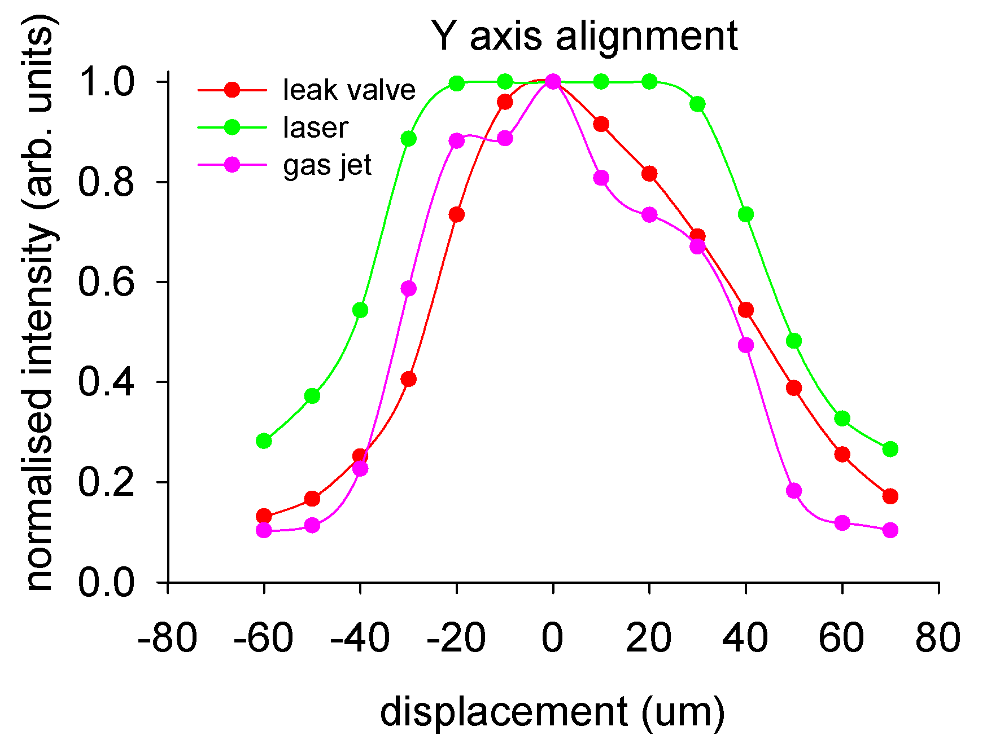 Y axis alignment
normalised intensity (arb. units)
1.0
0.8
0.6
0.4
0.2
0.0
leak valve
laser
gas jet
-80 -60 -40 -20 0 20 40 60 80
displacement (um)